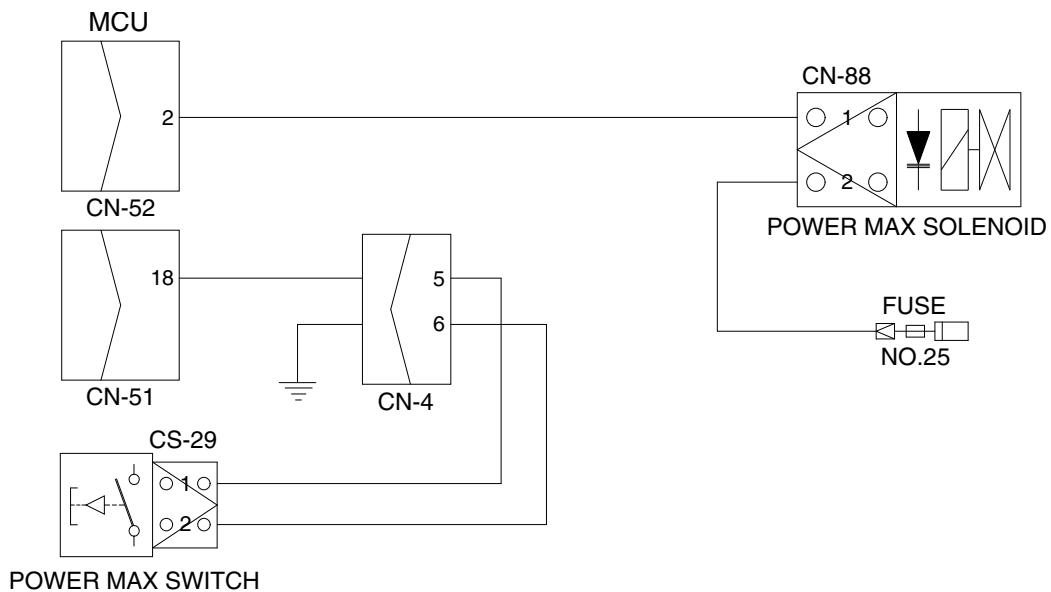 MCU
2
CN-52
CN-88
1
2
POWER MAX SOLENOID
18
CN-51
5
6
CN-4
FUSE
NO.25
CS-29
1
2
POWER MAX SWITCH